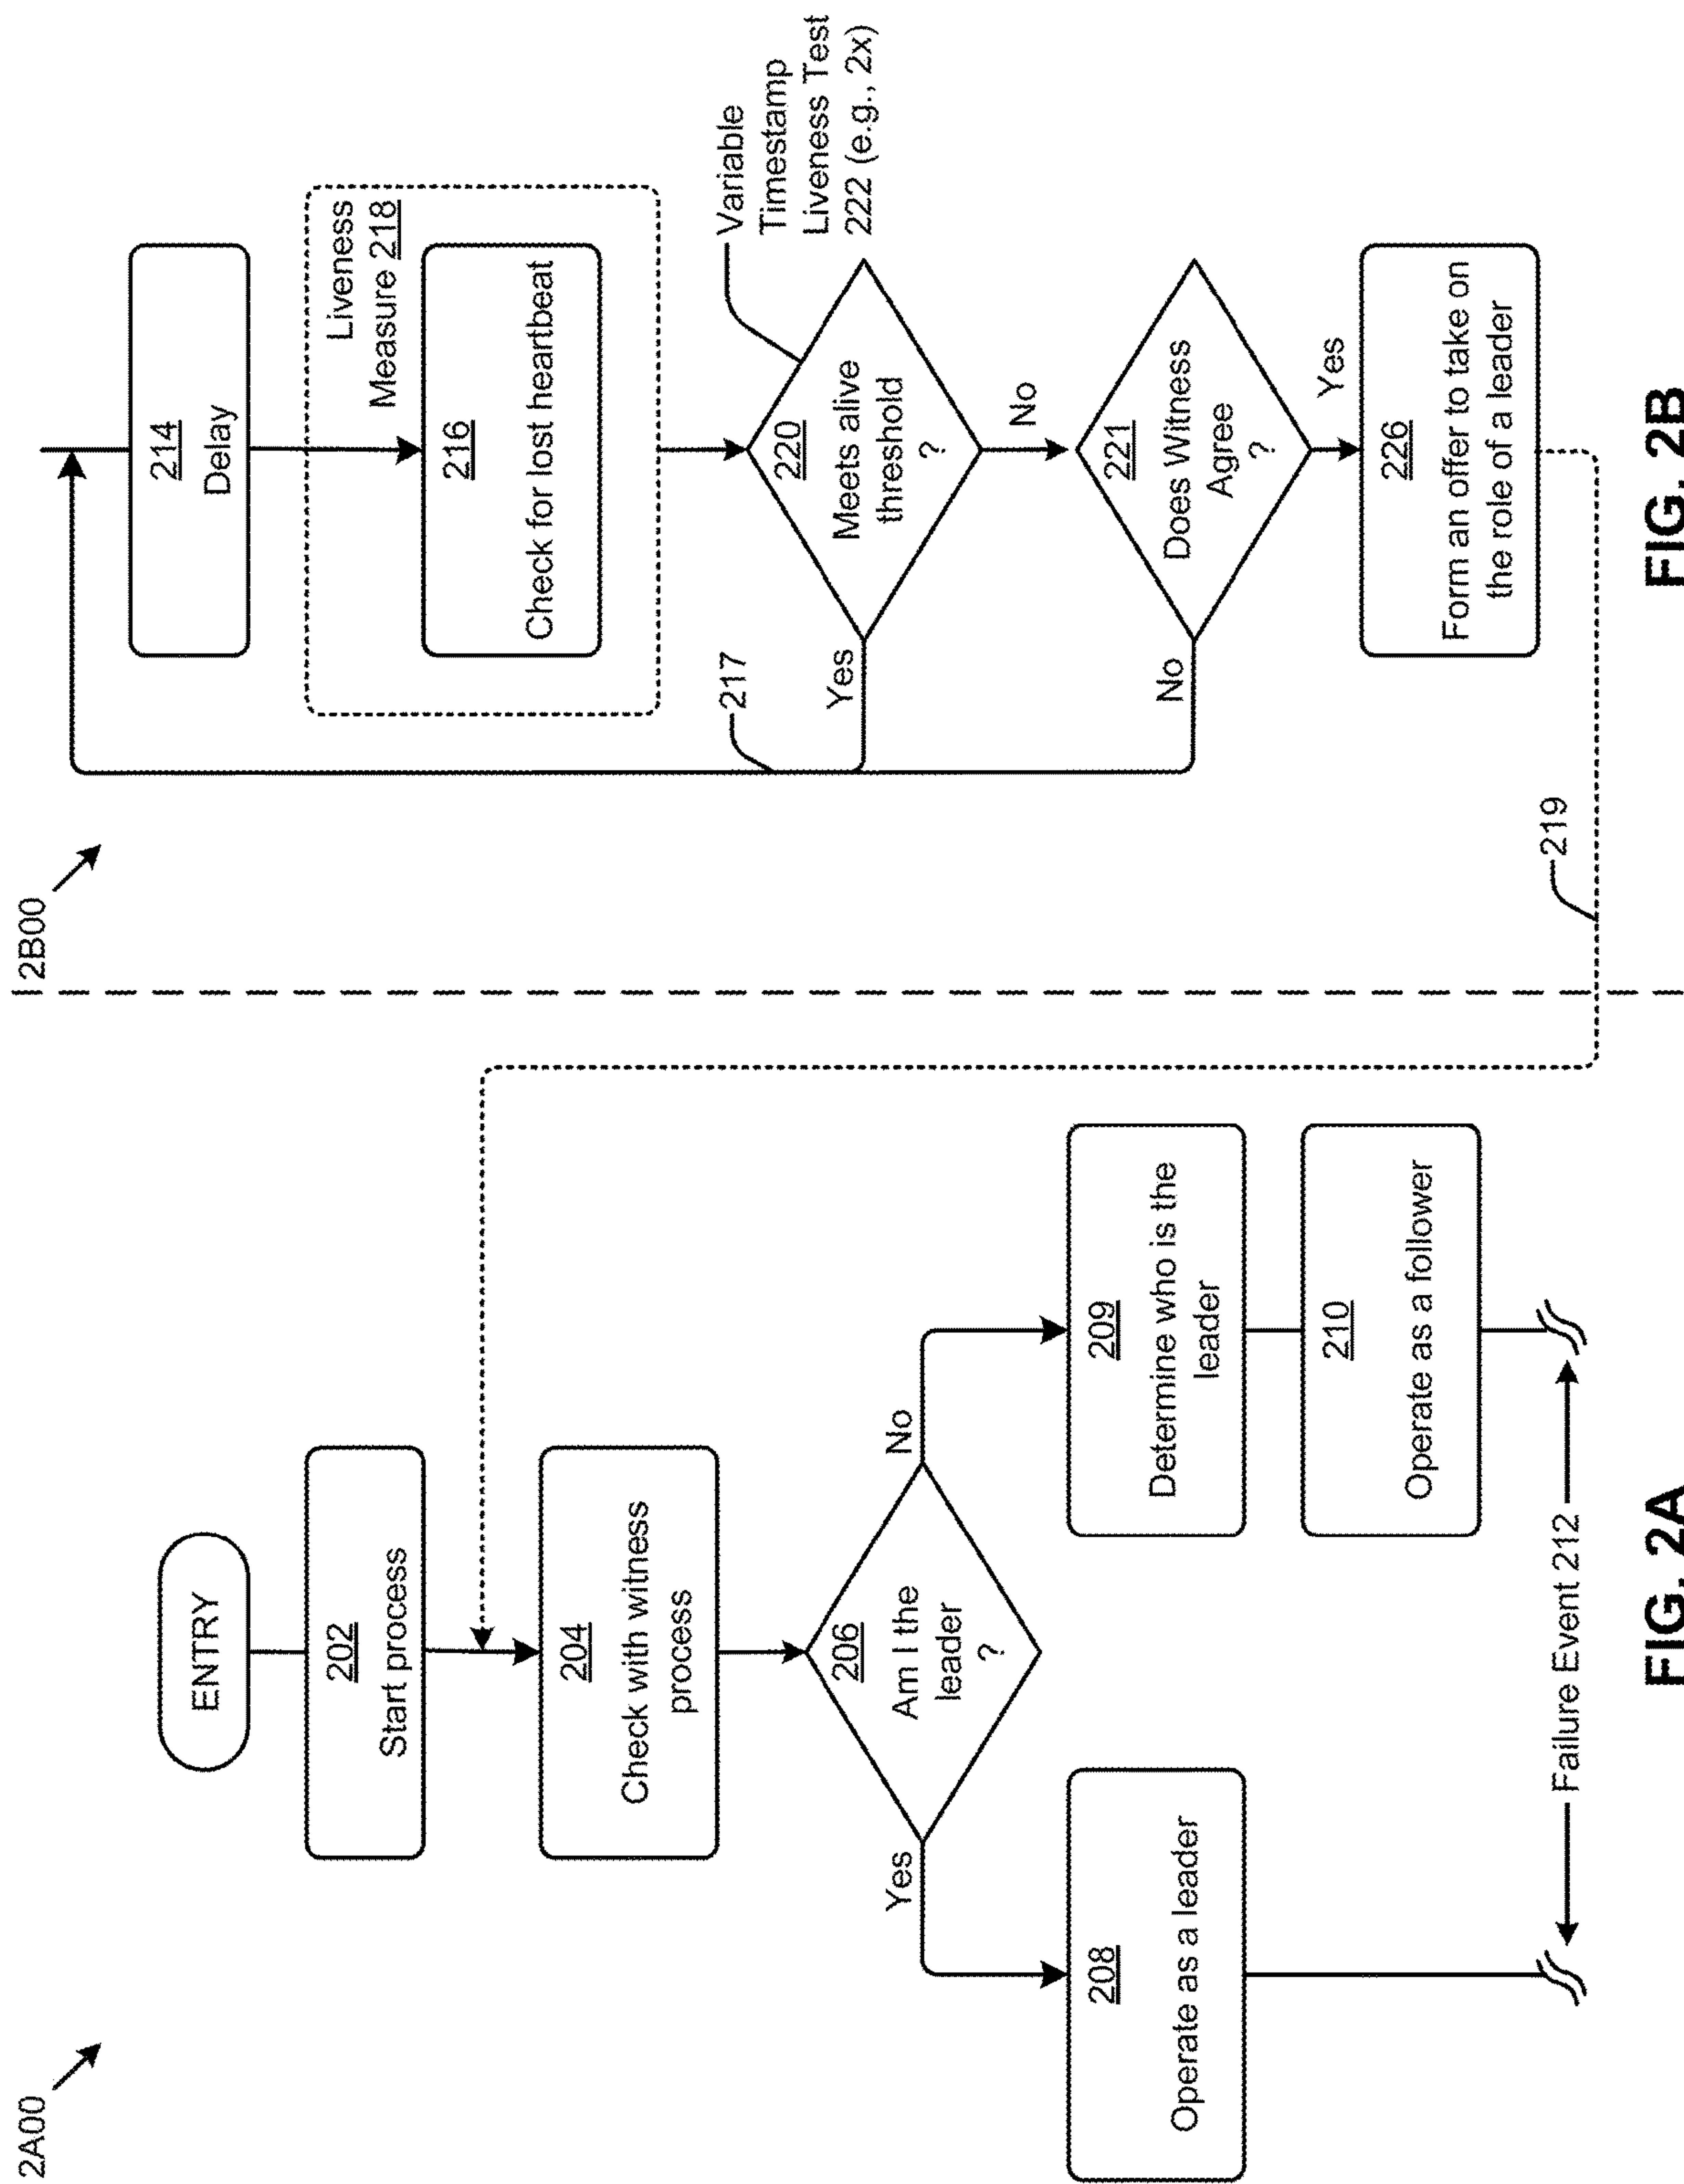 2A00
ENTRY
202
Start process
204
Check with witness
process
206
Am I the
leader
?
Yes
No
208
Operate as a leader
209
Determine who is the
leader
210
Operate as a follower
Failure Event 212
FIG. 2A
2B00
214
Delay
Liveness
Measure 218
216
Check for lost heartbeat
217
220
Meets alive
threshold
?
Variable
Timestamp
Liveness Test
222 (e.g., 2x)
Yes
No
221
Does Witness
Agree
?
No
Yes
226
Form an offer to take on
the role of a leader
219
FIG. 2B